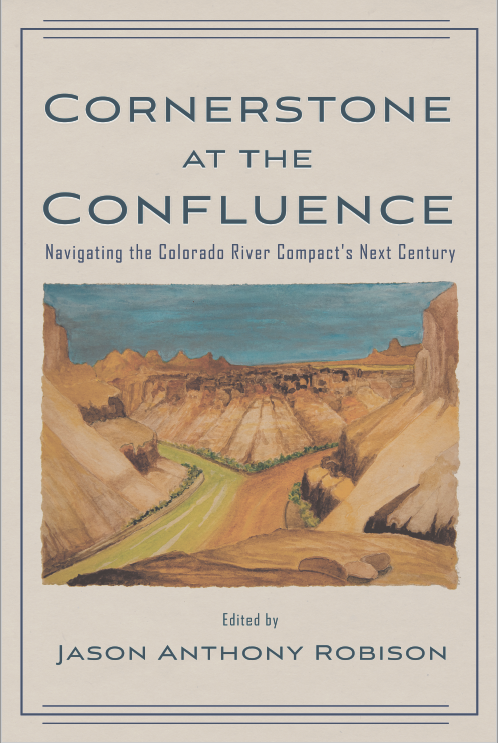 CORNERSTONE
AT THE
CONFLUENCE
Navigating the Colorado River Compact's Next Century
Edited by
JASON ANTHONY ROBISON